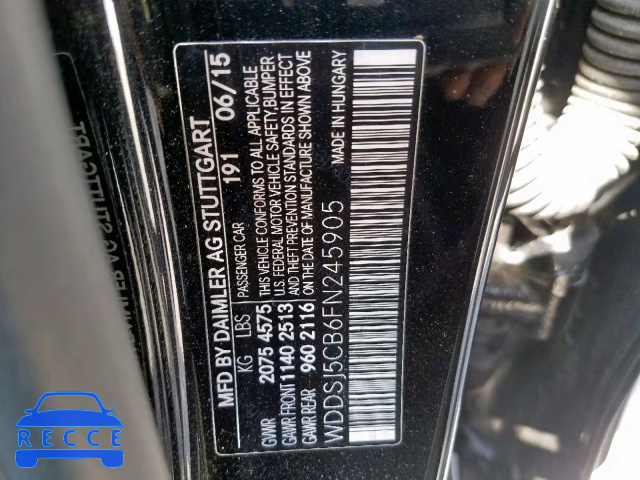 MFD BY DAIMLER AG STUTTGART
191 06/15
KG LBS PASSENGER CAR
GVWR 2075 4575
GAWR FRONT 1140 2513
GAWR REAR 960 2116
THIS VEHICLE CONFORMS TO ALL APPLICABLE
U.S. FEDERAL MOTOR VEHICLE SAFETY, BUMPER
AND THEFT PREVENTION STANDARDS IN EFFECT
ON THE DATE OF MANUFACTURE SHOWN ABOVE
WDDSJ5CB6FN245905
MADE IN HUNGARY
RECCE